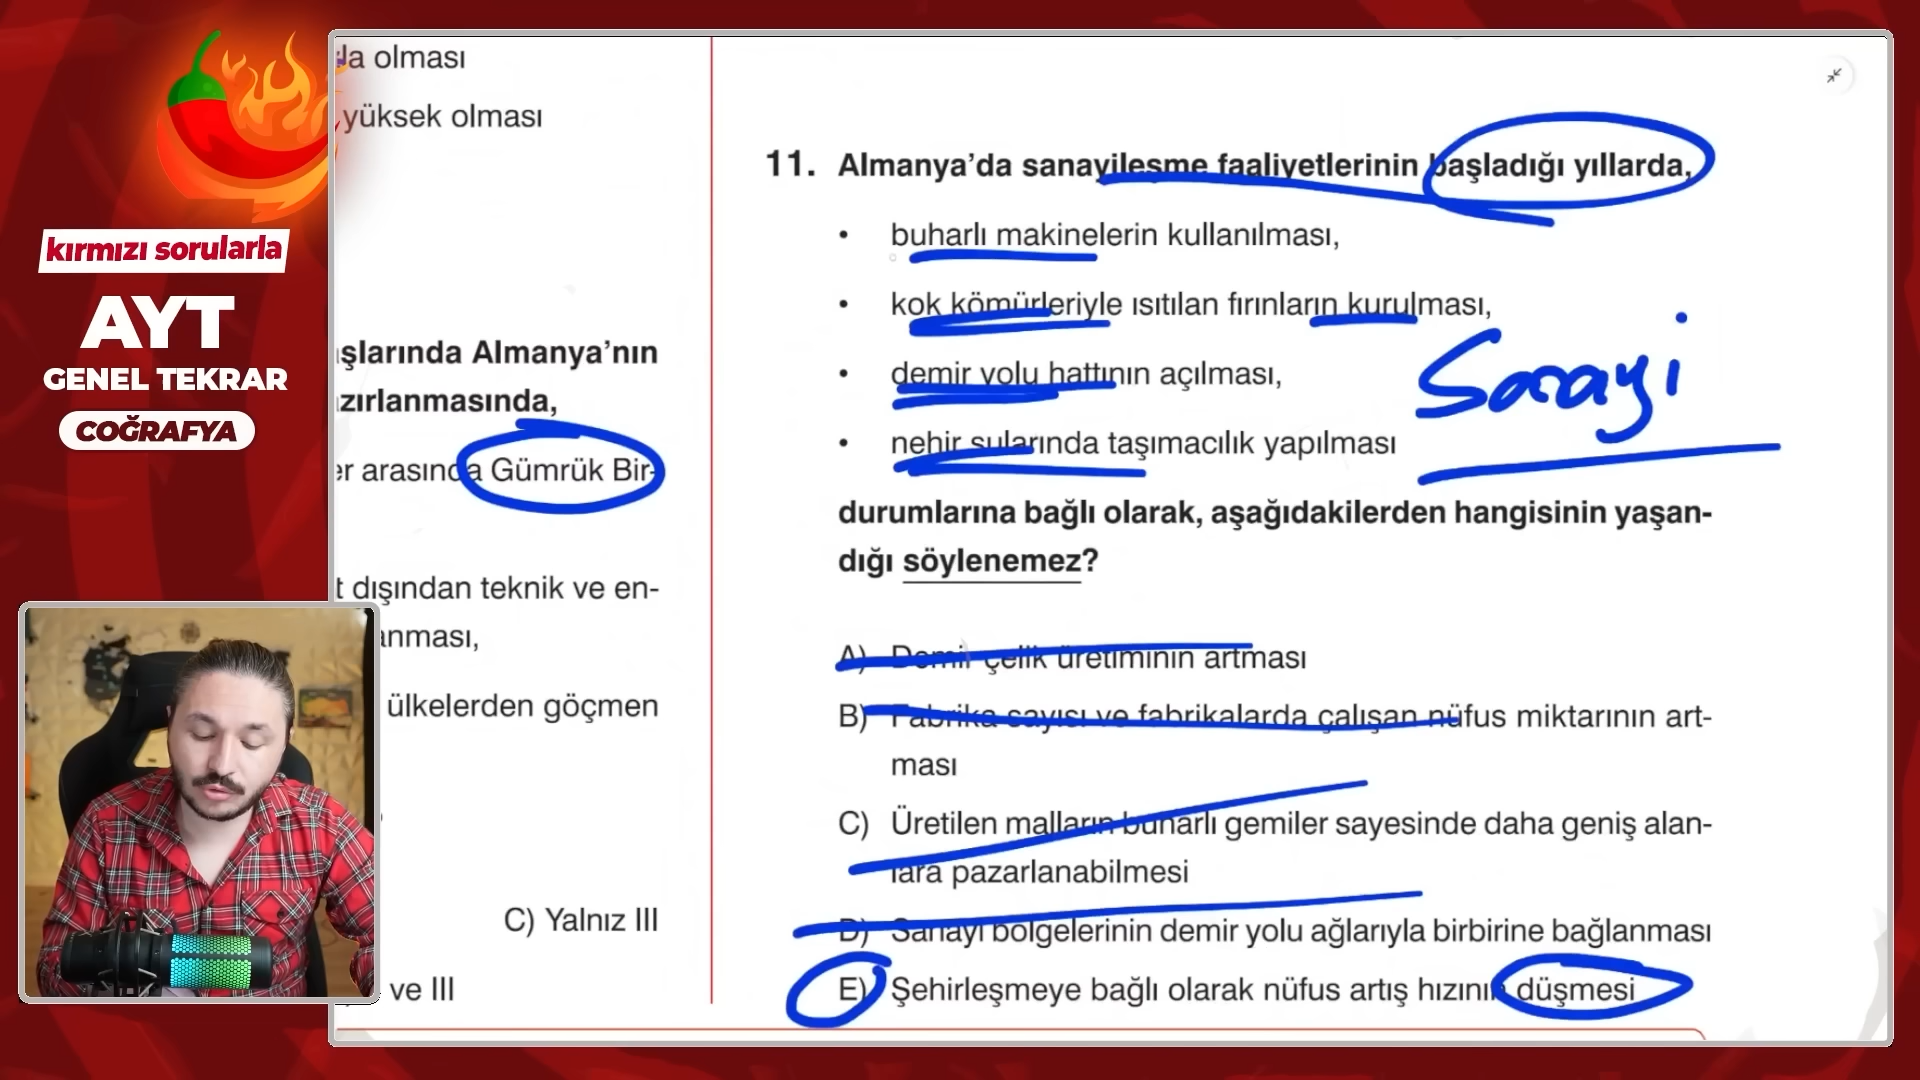 kırmızı sorularla
AYT
GENEL TEKRAR
COĞRAFYA
da olması
yüksek olması
şlarında Almanya’nın
zırlanmasında,
er arasında Gümrük Bir-
t dışından teknik ve en-
anması,
ülkelerden göçmen
C) Yalnız III
ve III
11. Almanya’da sanayileşme faaliyetlerinin başladığı yıllarda,
• buharlı makinelerin kullanılması,
• kok kömürleriyle ısıtılan fırınların kurulması,
• demir yolu hattının açılması,
• nehir sularında taşımacılık yapılması
Sanayi
durumlarına bağlı olarak, aşağıdakilerden hangisinin yaşan-
dığı söylenemez?
A) Demir çelik üretiminin artması
B) Fabrika sayısı ve fabrikalarda çalışan nüfus miktarının art-
ması
C) Üretilen malların buharlı gemiler sayesinde daha geniş alan-
lara pazarlanabilmesi
D) Sanayi bölgelerinin demir yolu ağlarıyla birbirine bağlanması
E) Şehirleşmeye bağlı olarak nüfus artış hızının düşmesi